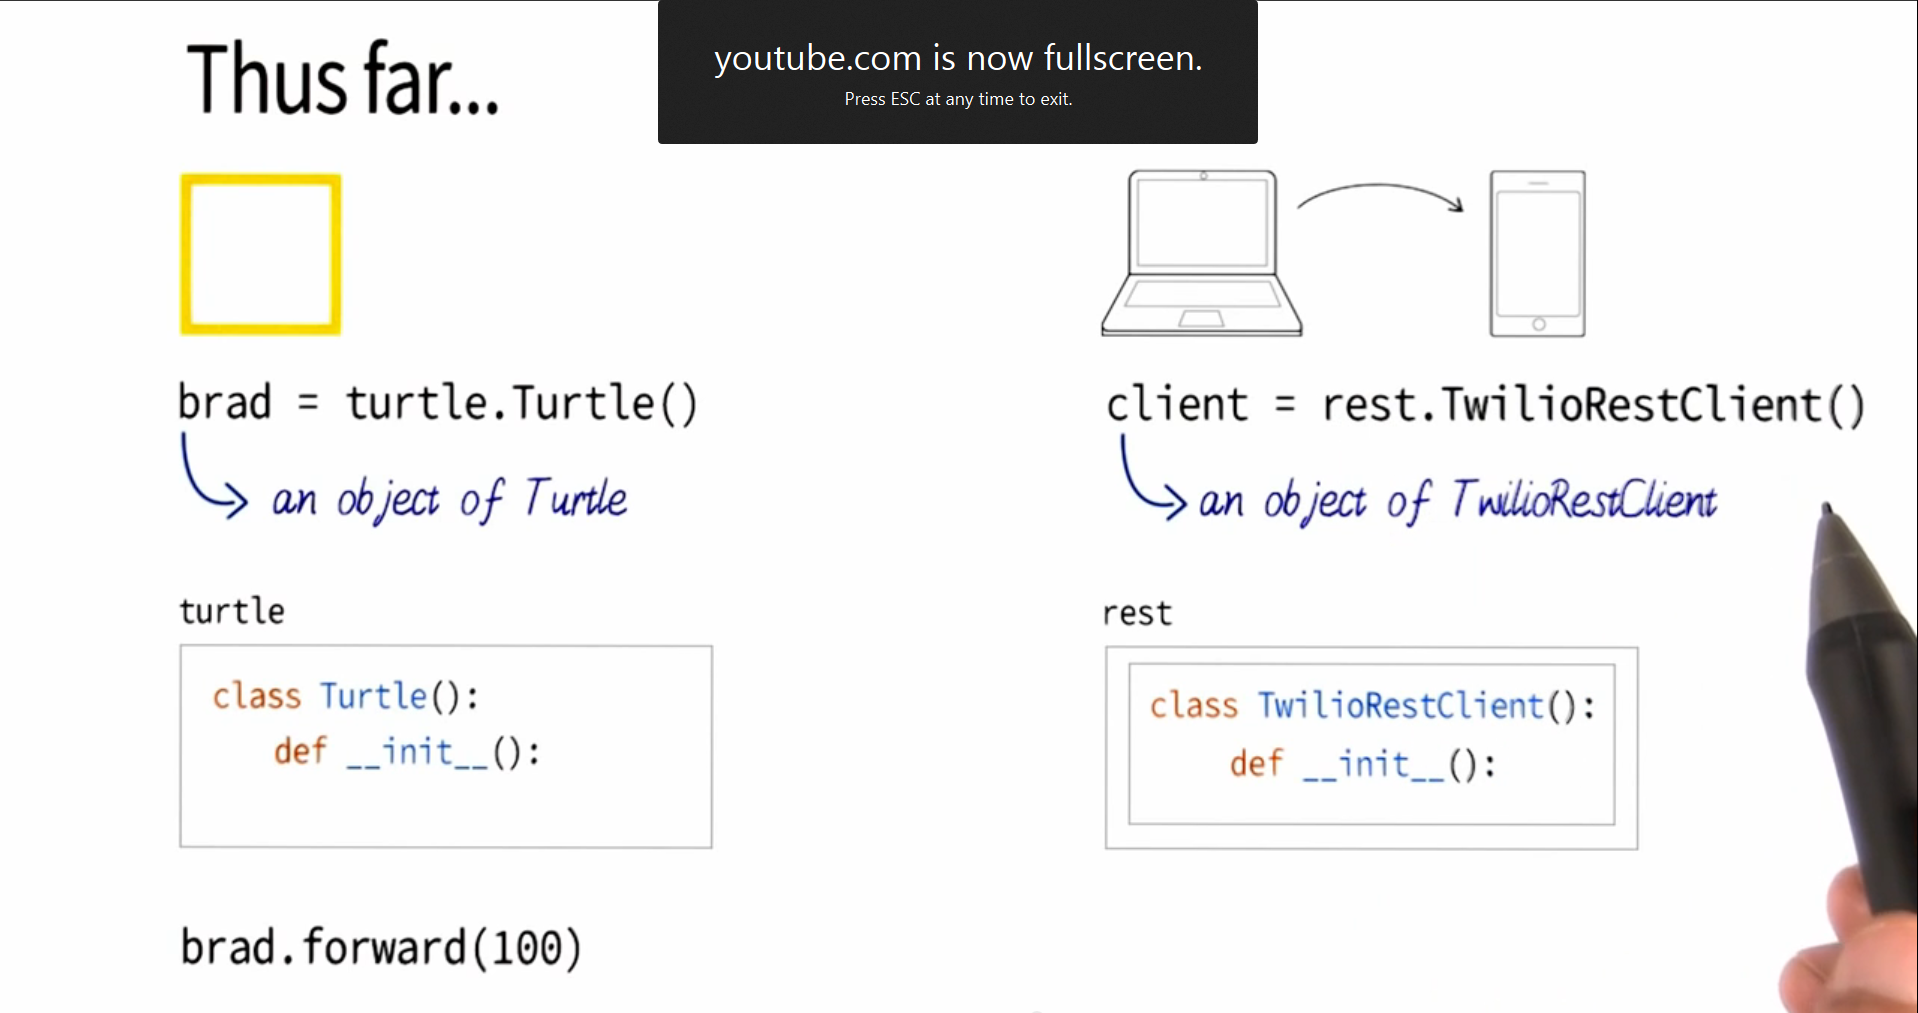 Thus far...
youtube.com is now fullscreen.
Press ESC at any time to exit.
brad = turtle.Turtle()
an object of Turtle
turtle
class Turtle():
def __init__():
brad.forward(100)
client = rest.TwilioRestClient()
an object of TwilioRestClient
rest
class TwilioRestClient():
def __init__():